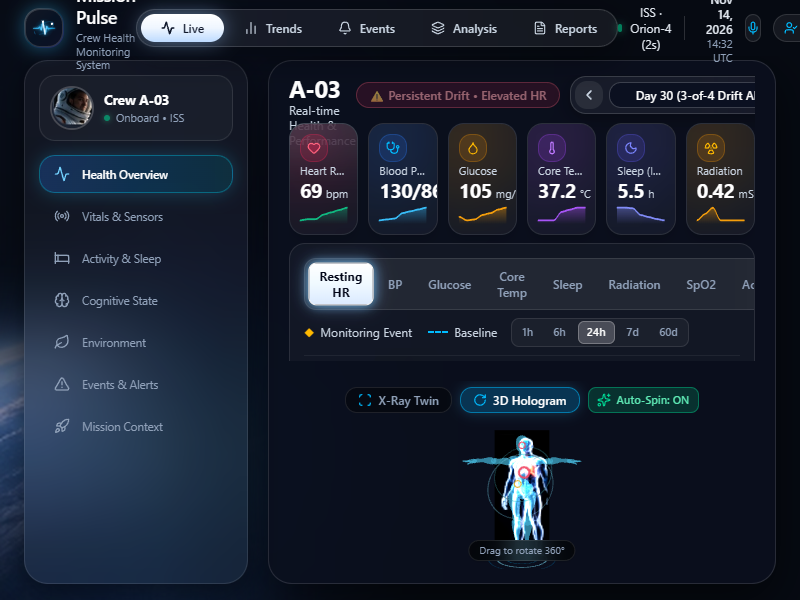 Mission
Pulse
Crew Health
Monitoring
System
Live
Trends
Events
Analysis
Reports
ISS ·
Orion-4
(2s)
Nov
14,
2026
14:32
UTC
Crew A-03
Onboard • ISS
Health Overview
Vitals & Sensors
Activity & Sleep
Cognitive State
Environment
Events & Alerts
Mission Context
A-03
Real-time
Health &
Performance
Persistent Drift • Elevated HR
Day 30 (3-of-4 Drift Al
Heart R...
69 bpm
Blood P...
130/86
Glucose
105 mg/
Core Te...
37.2 °C
Sleep (l...
5.5 h
Radiation
0.42 mS
Resting
HR
BP
Glucose
Core
Temp
Sleep
Radiation
SpO2
Ac
Monitoring Event
Baseline
1h
6h
24h
7d
60d
X-Ray Twin
3D Hologram
Auto-Spin: ON
Drag to rotate 360°